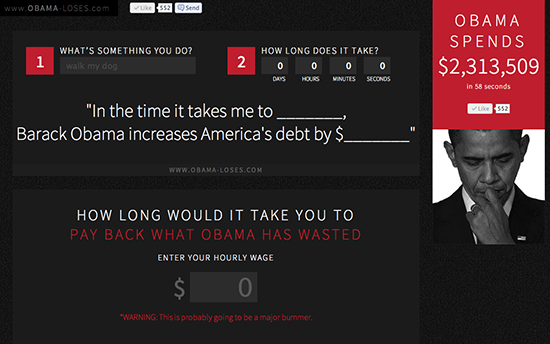 www.OBAMA-LOSES.com
Like 552 Send
1 WHAT'S SOMETHING YOU DO?
walk my dog
2 HOW LONG DOES IT TAKE?
0 0 0 0
DAYS HOURS MINUTES SECONDS
"In the time it takes me to _______,
Barack Obama increases America's debt by $_______"
WWW.OBAMA-LOSES.COM
HOW LONG WOULD IT TAKE YOU TO
PAY BACK WHAT OBAMA HAS WASTED
ENTER YOUR HOURLY WAGE
$ 0
*WARNING: This is probably going to be a major bummer.
OBAMA
SPENDS
$2,313,509
in 58 seconds
Like 552